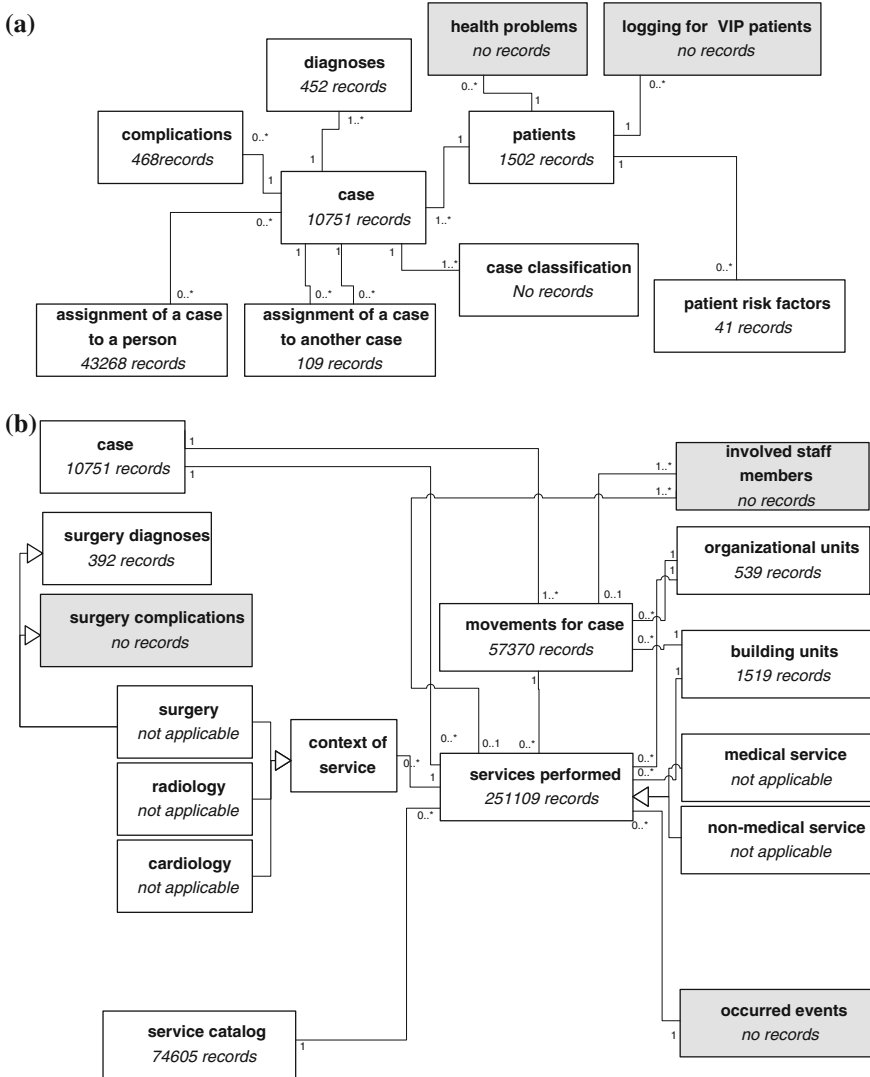 (a)
health problems
no records
logging for VIP patients
no records
diagnoses
452 records
0..*
0..*
1
1..*
complications
468records
0..*
patients
1502 records
1
1
1
1
1
1
case
10751 records
0..*
1..*
1
1
1
1..*
case classification
No records
0..*
0..*
0..*
0..*
assignment of a case
to a person
43268 records
assignment of a case
to another case
109 records
patient risk factors
41 records
(b)
case
10751 records
1
1
involved staff
members
no records
1..*
1..*
surgery diagnoses
392 records
organizational units
539 records
1
1
surgery complications
no records
1..*
0..1
movements for case
57370 records
0..*
0..*
1
1
1
building units
1519 records
surgery
not applicable
context of
service
radiology
not applicable
cardiology
not applicable
0..*
0..1
0..*
0..*
1
0..*
services performed
251109 records
0..*
0..*
0..*
medical service
not applicable
non-medical service
not applicable
service catalog
74605 records
1
occurred events
no records
1